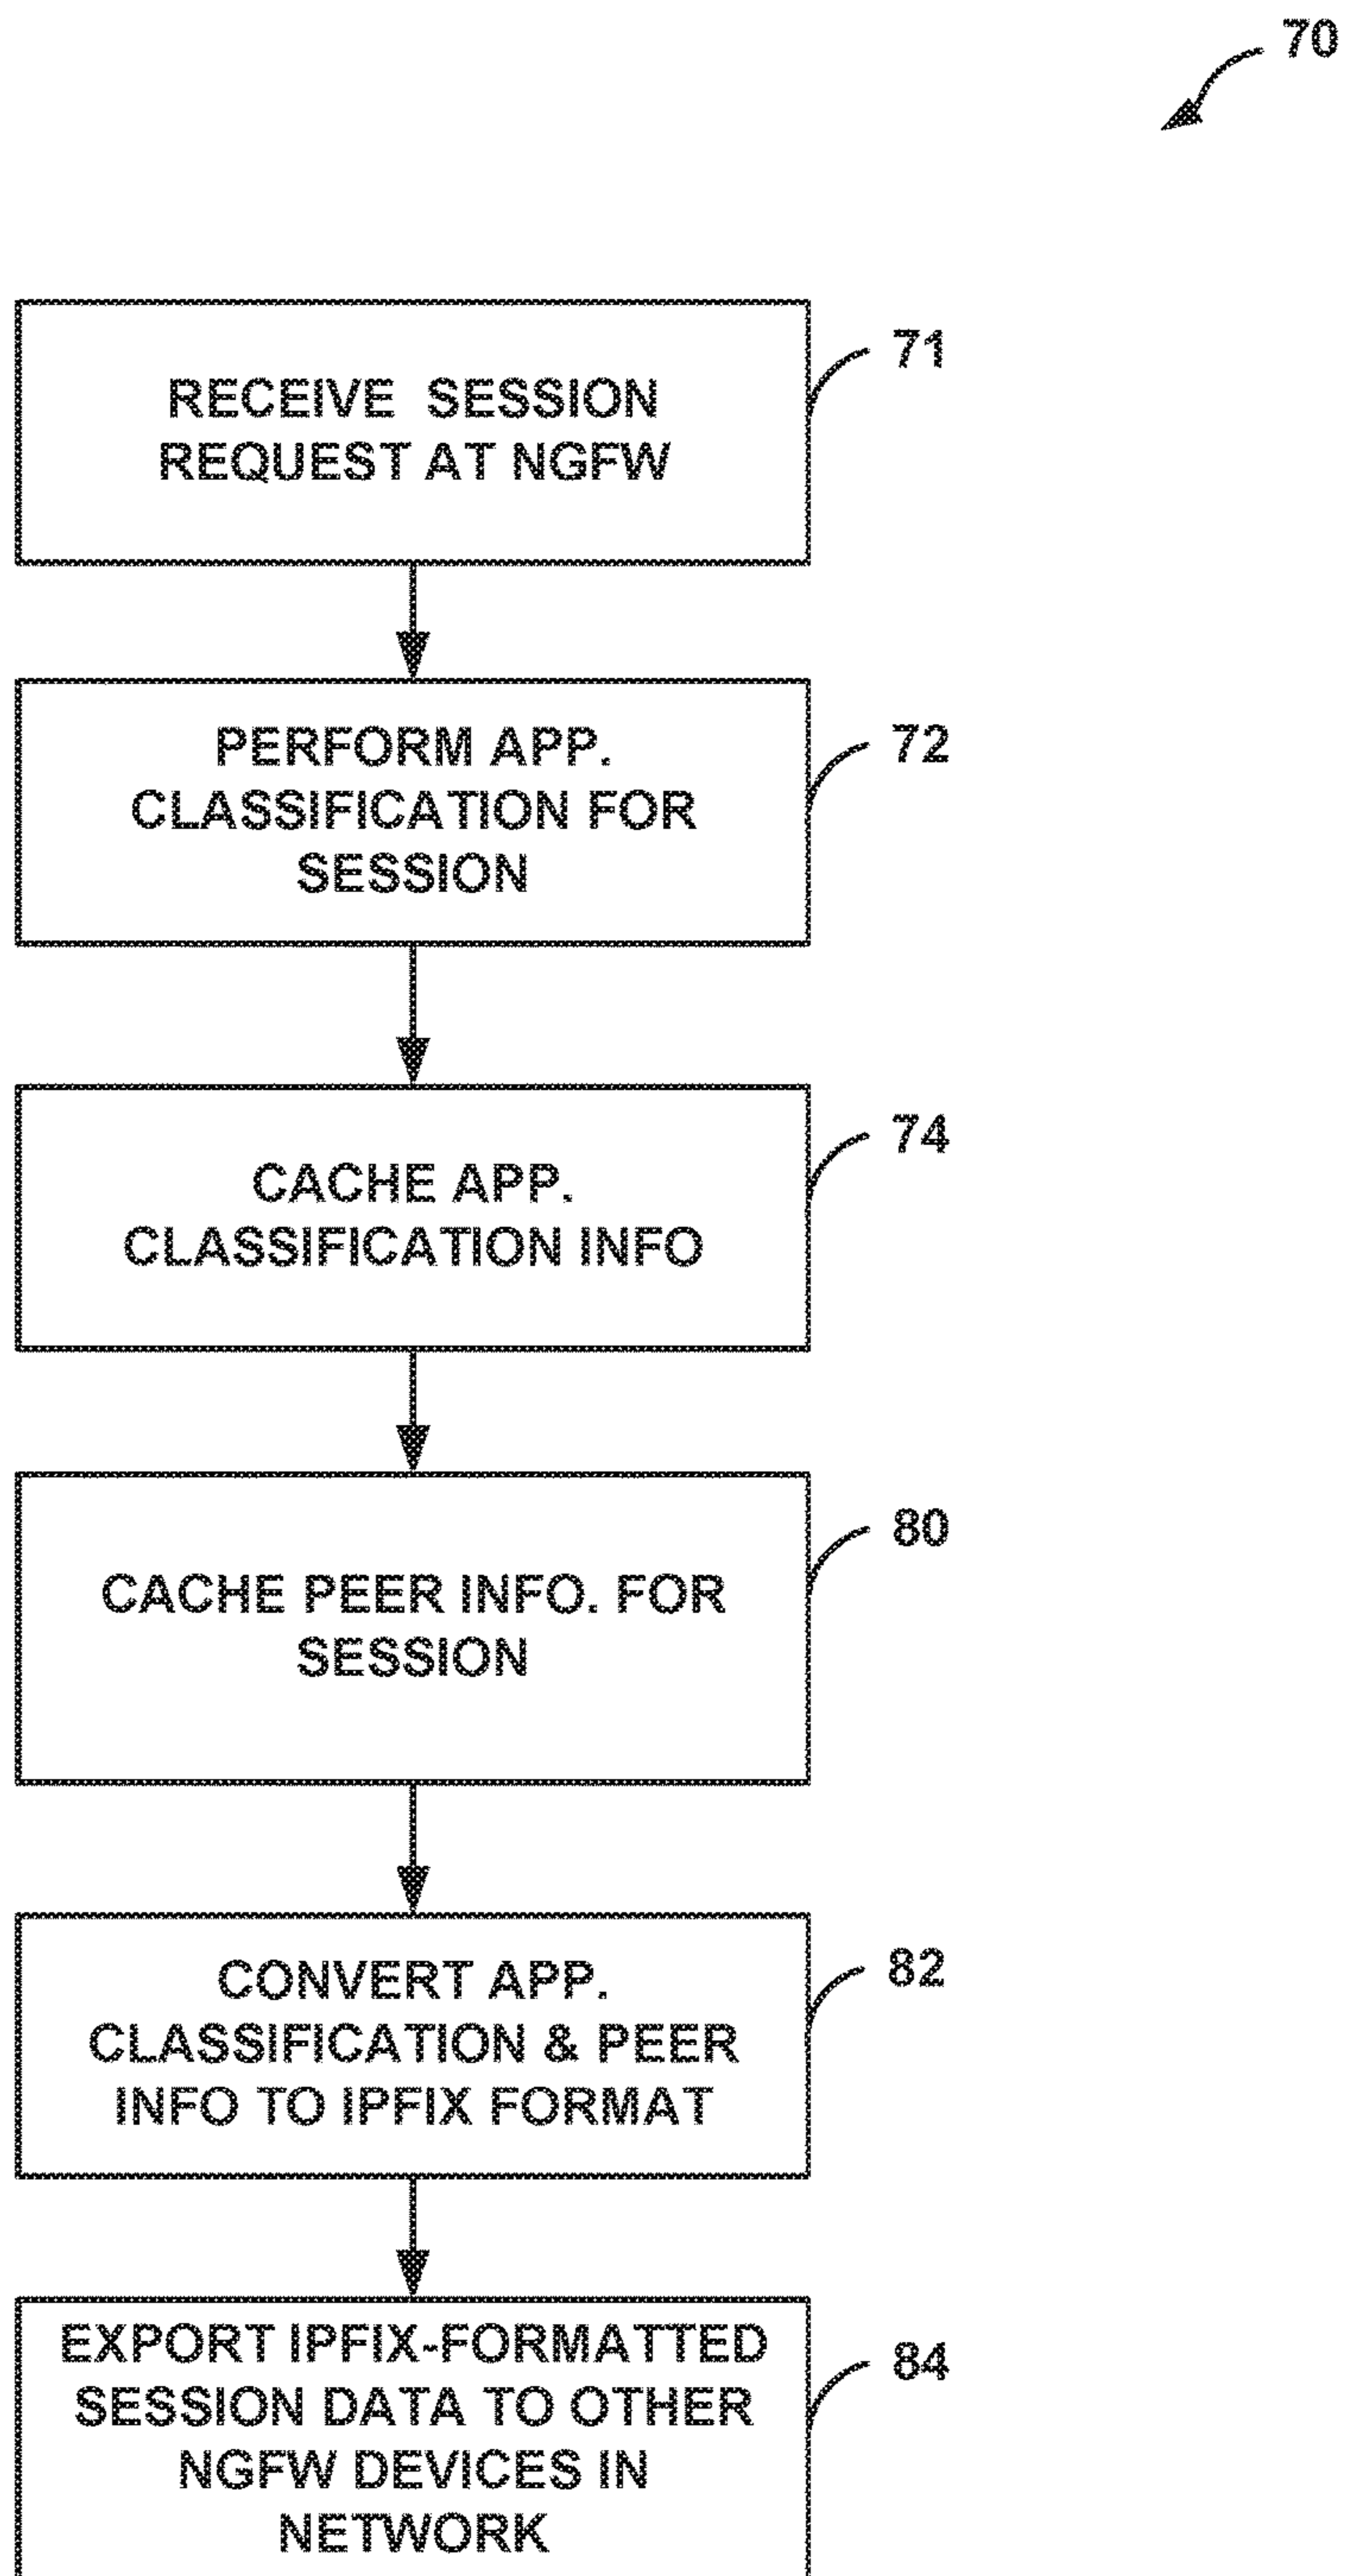 70
RECEIVE SESSION
REQUEST AT NGFW
71
PERFORM APP.
CLASSIFICATION FOR
SESSION
72
CACHE APP.
CLASSIFICATION INFO
74
CACHE PEER INFO. FOR
SESSION
80
CONVERT APP.
CLASSIFICATION & PEER
INFO TO IPFIX FORMAT
82
EXPORT IPFIX-FORMATTED
SESSION DATA TO OTHER
NGFW DEVICES IN
NETWORK
84